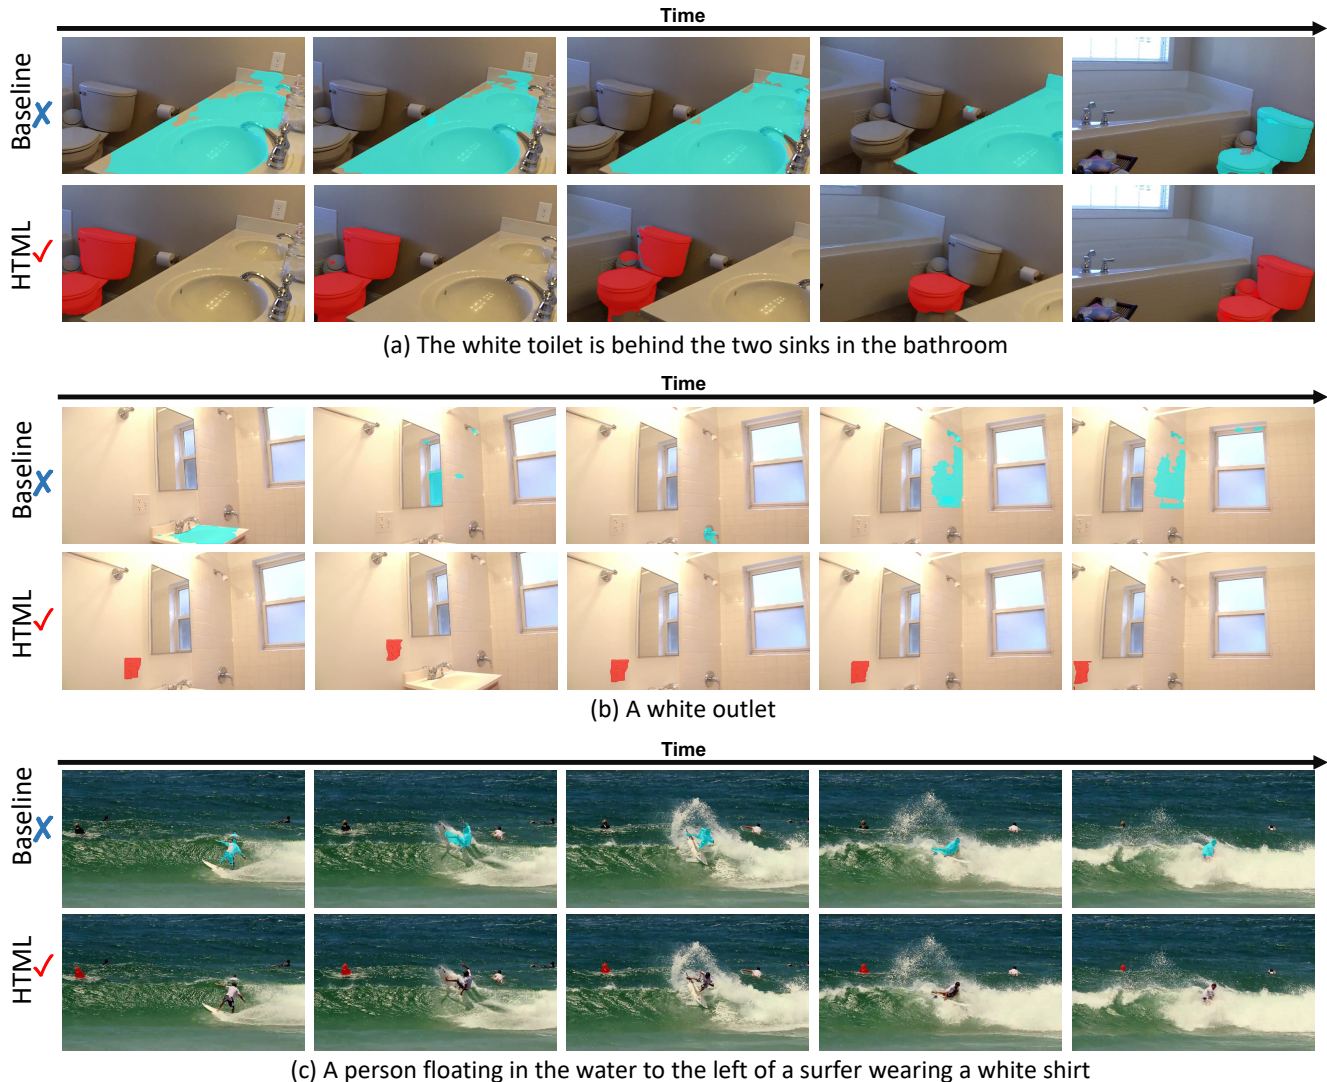 Time
Baseline ✗
HTML ✓
(a) The white toilet is behind the two sinks in the bathroom
Time
Baseline ✗
HTML ✓
(b) A white outlet
Time
Baseline ✗
HTML ✓
(c) A person floating in the water to the left of a surfer wearing a white shirt